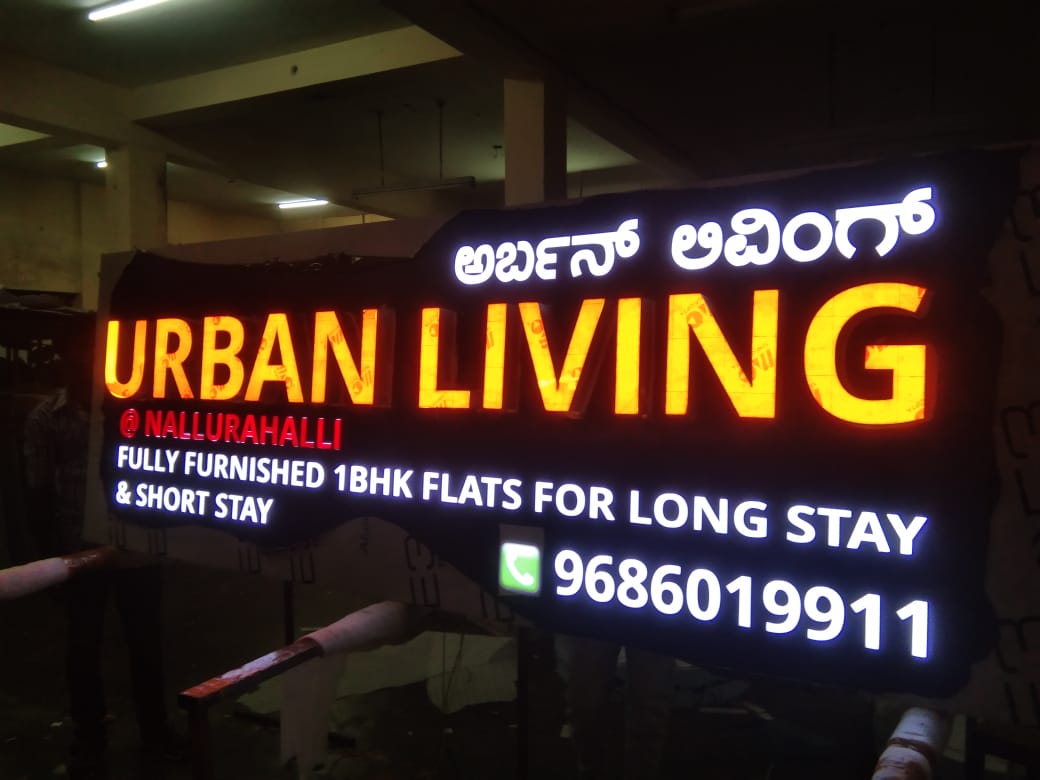 ಅರ್ಬನ್ ಲಿವಿಂಗ್
URBAN LIVING
@ NALLURAHALLI
FULLY FURNISHED 1BHK FLATS FOR LONG STAY
& SHORT STAY
9686019911